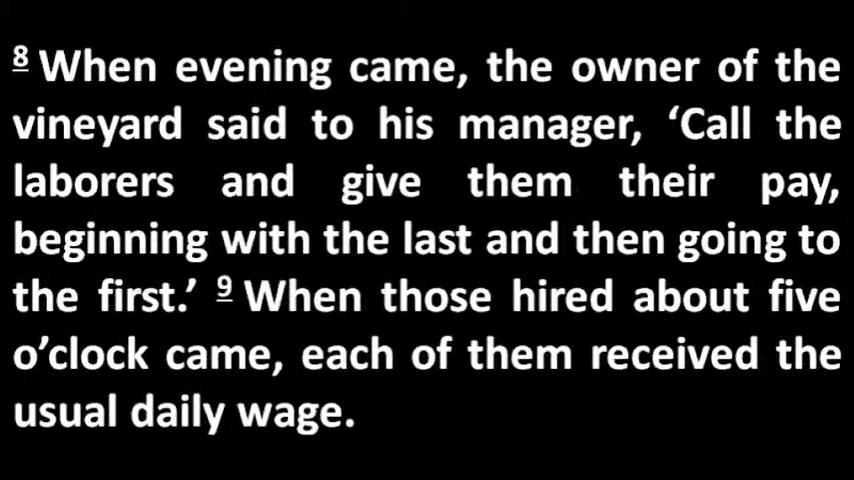 8 When evening came, the owner of the
vineyard said to his manager, ‘Call the
laborers and give them their pay,
beginning with the last and then going to
the first.’ 9 When those hired about five
o’clock came, each of them received the
usual daily wage.